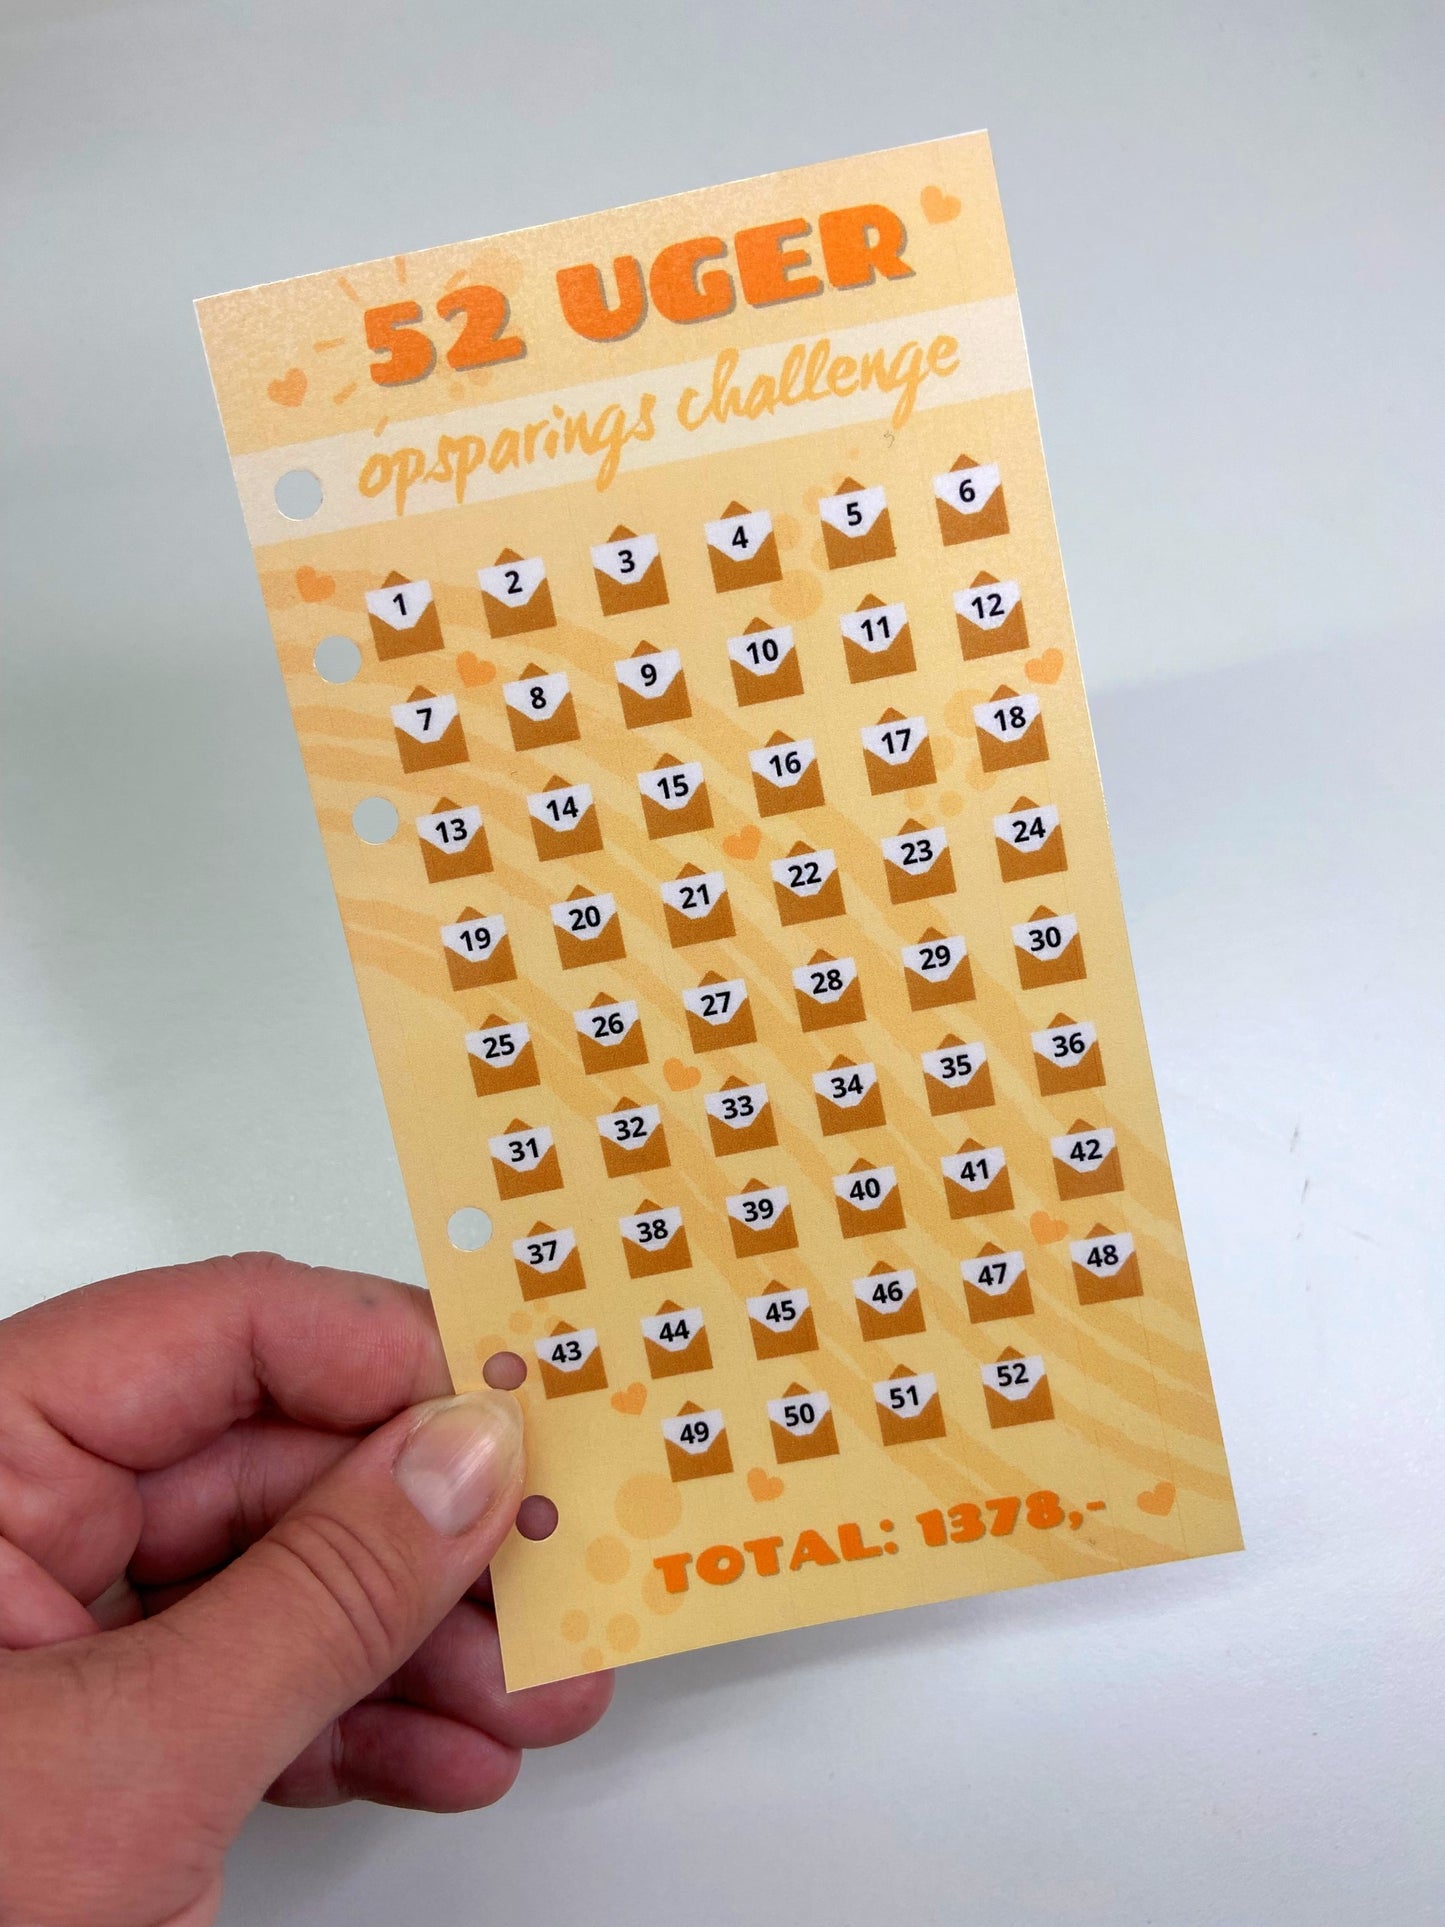 52 UGER
opsparings challenge
1 2 3 4 5 6
7 8 9 10 11 12
13 14 15 16 17 18
19 20 21 22 23 24
25 26 27 28 29 30
31 32 33 34 35 36
37 38 39 40 41 42
43 44 45 46 47 48
49 50 51 52
TOTAL: 1378,-